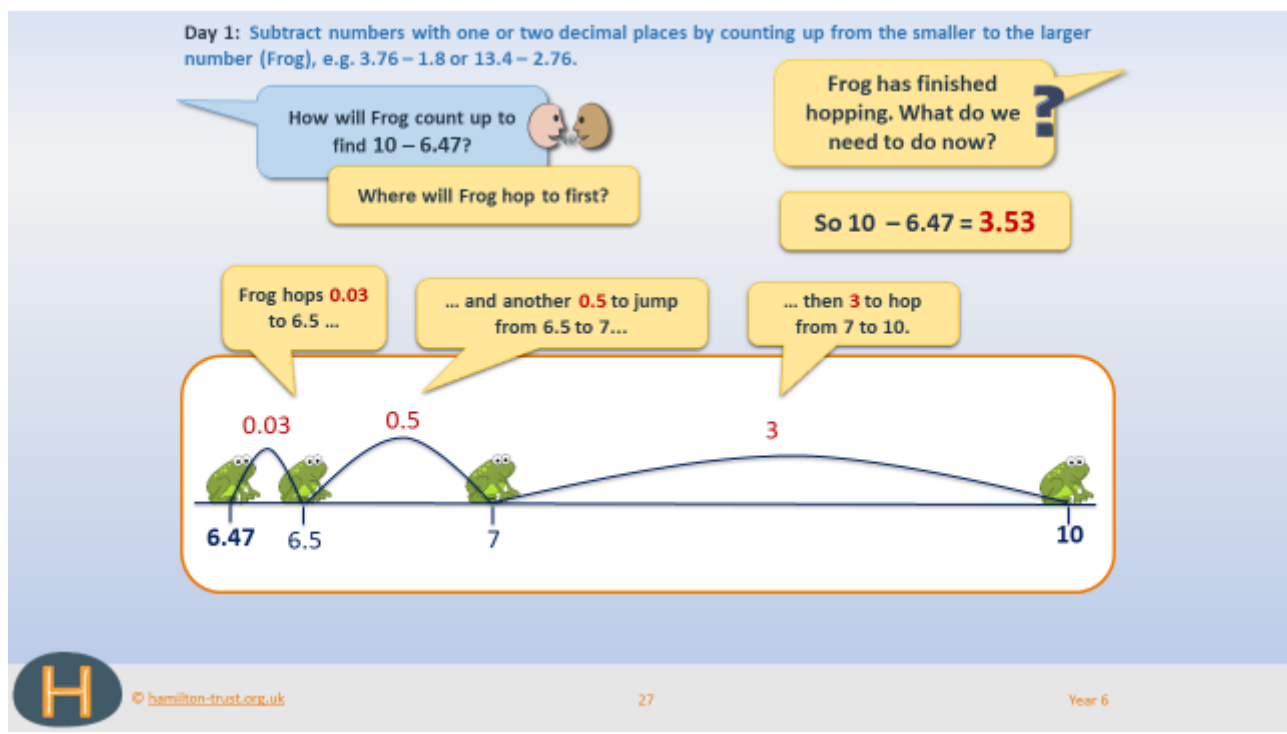 Day 1: Subtract numbers with one or two decimal places by counting up from the smaller to the larger
number (Frog), e.g. 3.76 – 1.8 or 13.4 – 2.76.
How will Frog count up to
find 10 – 6.47?
Where will Frog hop to first?
Frog has finished
hopping. What do we
need to do now?
?
So 10 – 6.47 = 3.53
Frog hops 0.03
to 6.5 ...
... and another 0.5 to jump
from 6.5 to 7...
... then 3 to hop
from 7 to 10.
0.03
0.5
3
6.47
6.5
7
10
H
© hamilton-trust.org.uk
27
Year 6